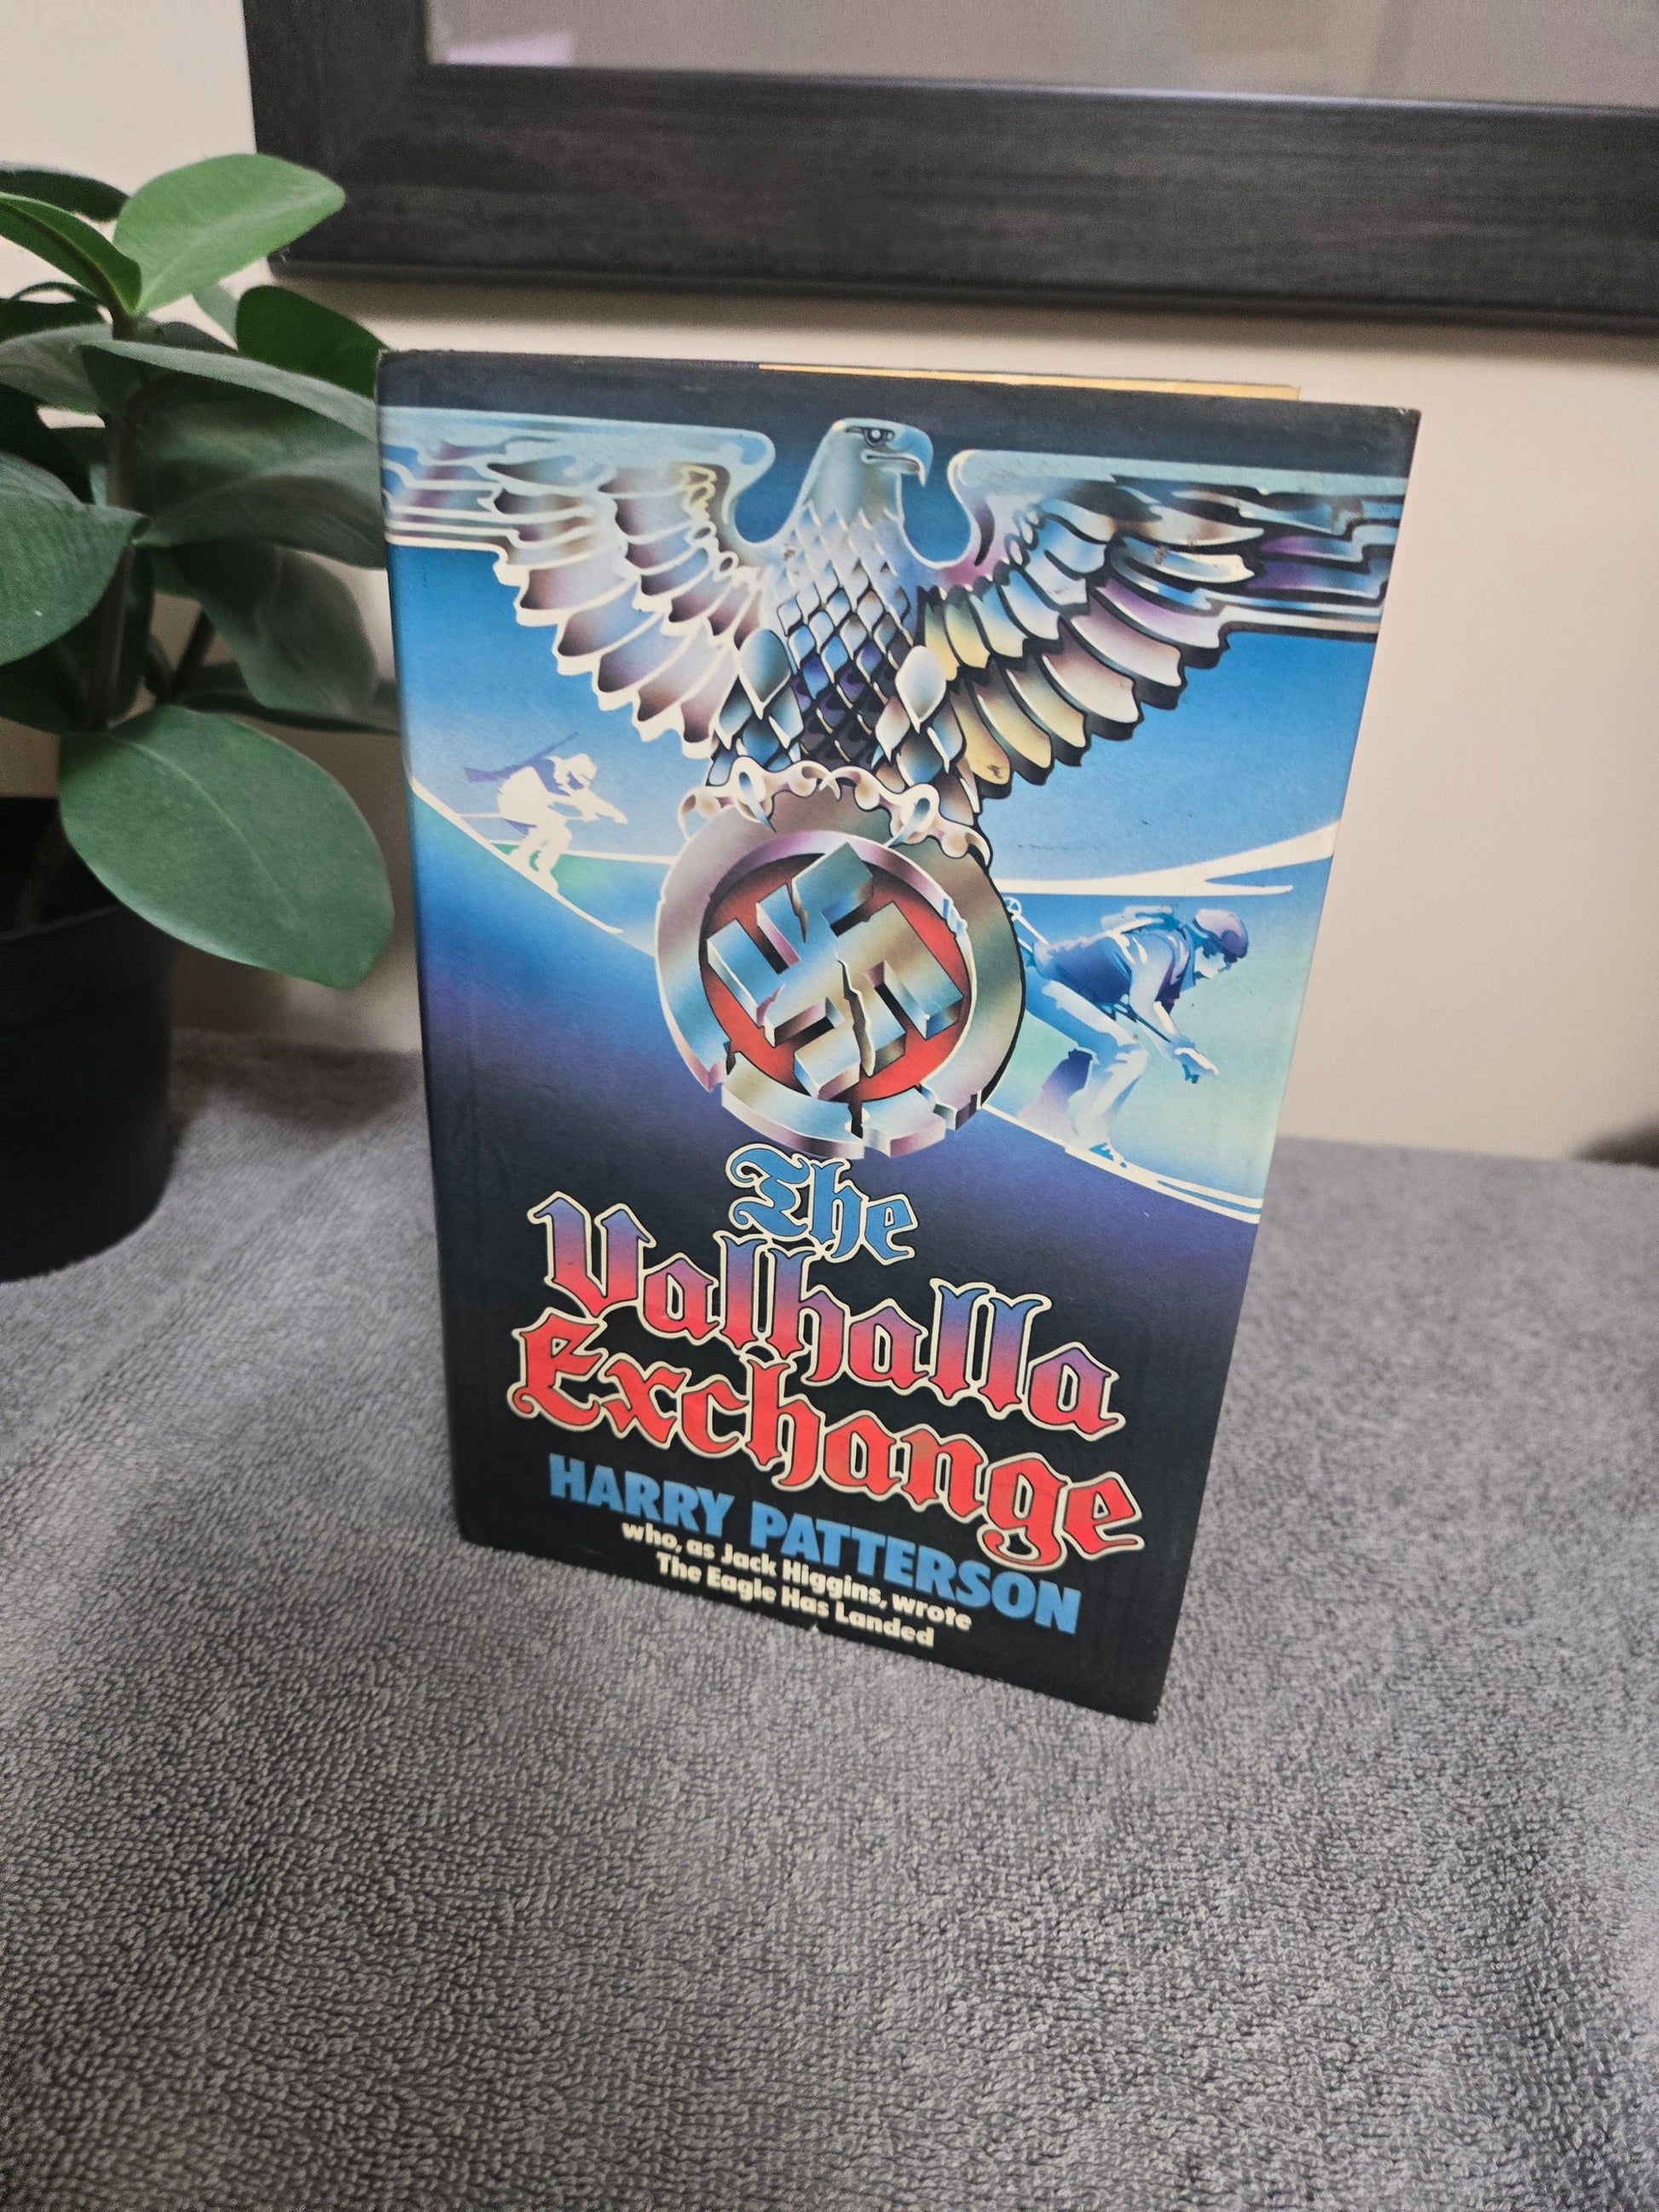 The
Valhalla
Exchange
HARRY PATTERSON
who, as Jack Higgins, wrote
The Eagle Has Landed